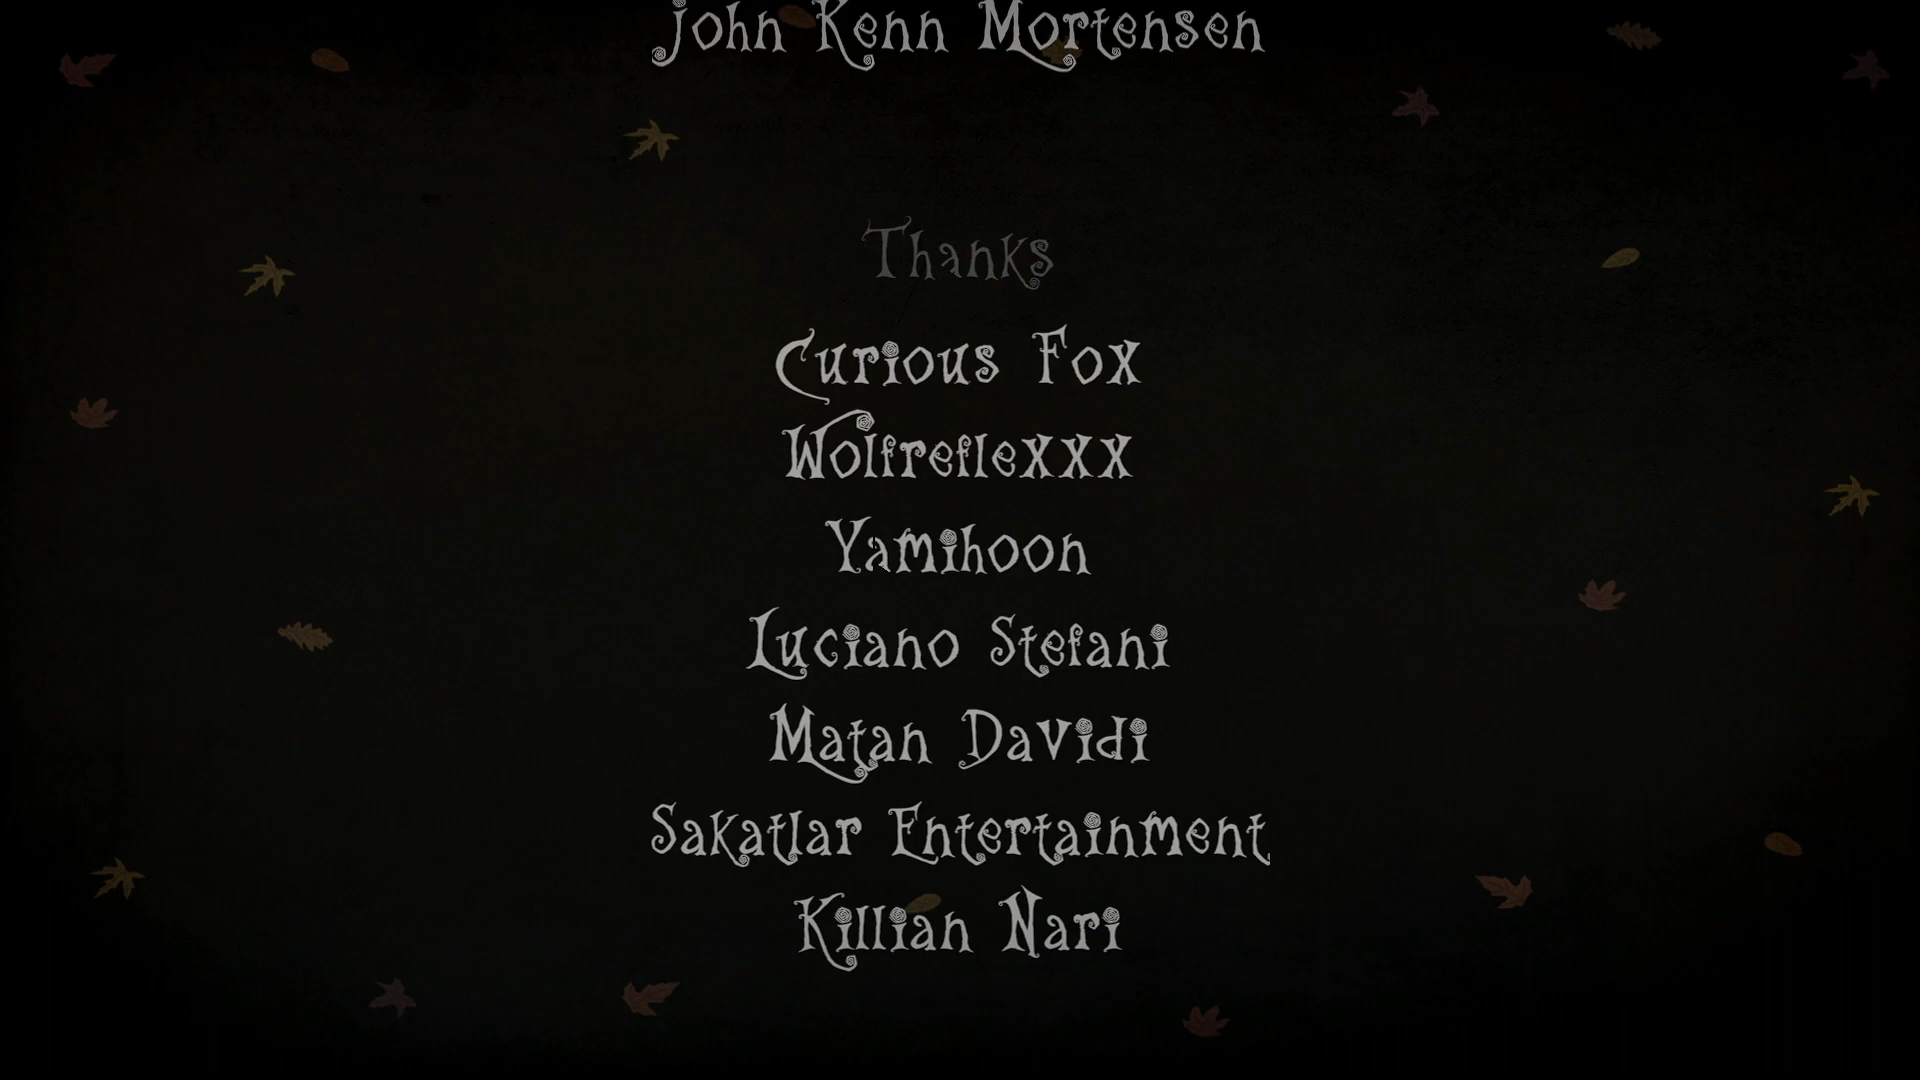 John Kenn Mortensen
Thanks
Curious Fox
Wolfreflexxx
Yamihoon
Luciano Stefani
Matan Davidi
Sakatlar Entertainment
Killian Nari